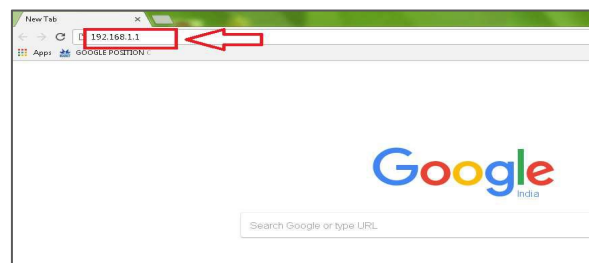 New Tab
192.168.1.1
Apps GOOGLE POSITION C
Google
India
Search Google or type URL